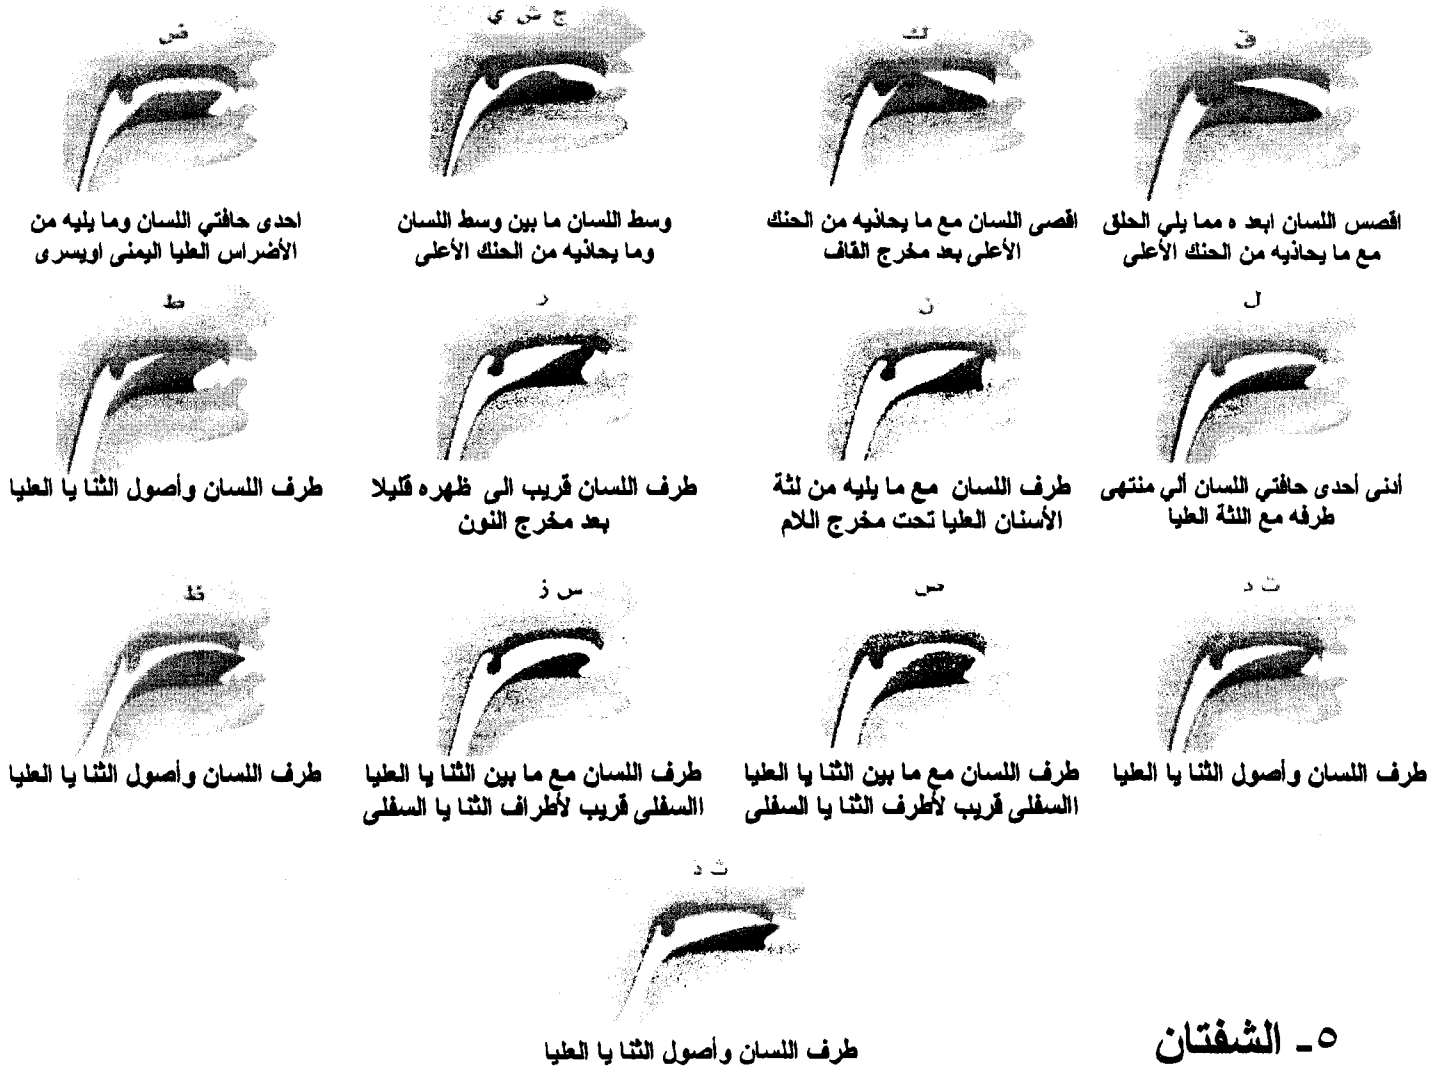 ق
اقصس اللسان ابعد ه مما يلي الحلق
مع ما يحاذيه من الحنك الأعلى
ك
اقصى اللسان مع ما يحاذيه من الحنك
الأعلى بعد مخرج القاف
ج ش ي
وسط اللسان ما بين وسط اللسان
وما يحاذيه من الحنك الأعلى
ض
احدى حافتي اللسان وما يليه من
الأضراس العليا اليمنى اويسرى
ل
أدنى أحدى حافتي اللسان ألي منتهى
طرفه مع اللثة العليا
ن
طرف اللسان مع ما يليه من لثة
الأسنان العليا تحت مخرج اللام
ر
طرف اللسان قريب الى ظهره قليلا
بعد مخرج النون
ط
طرف اللسان وأصول الثنا يا العليا
ت د
طرف اللسان وأصول الثنا يا العليا
ص
طرف اللسان مع ما بين الثنا يا العليا
االسفلى قريب لأطرف الثنا يا السفلى
س ز
طرف اللسان مع ما بين الثنا يا العليا
االسفلى قريب لأطراف الثنا يا السفلى
ظ
طرف اللسان وأصول الثنا يا العليا
ث ذ
طرف اللسان وأصول الثنا يا العليا
٥ـ الشفتان